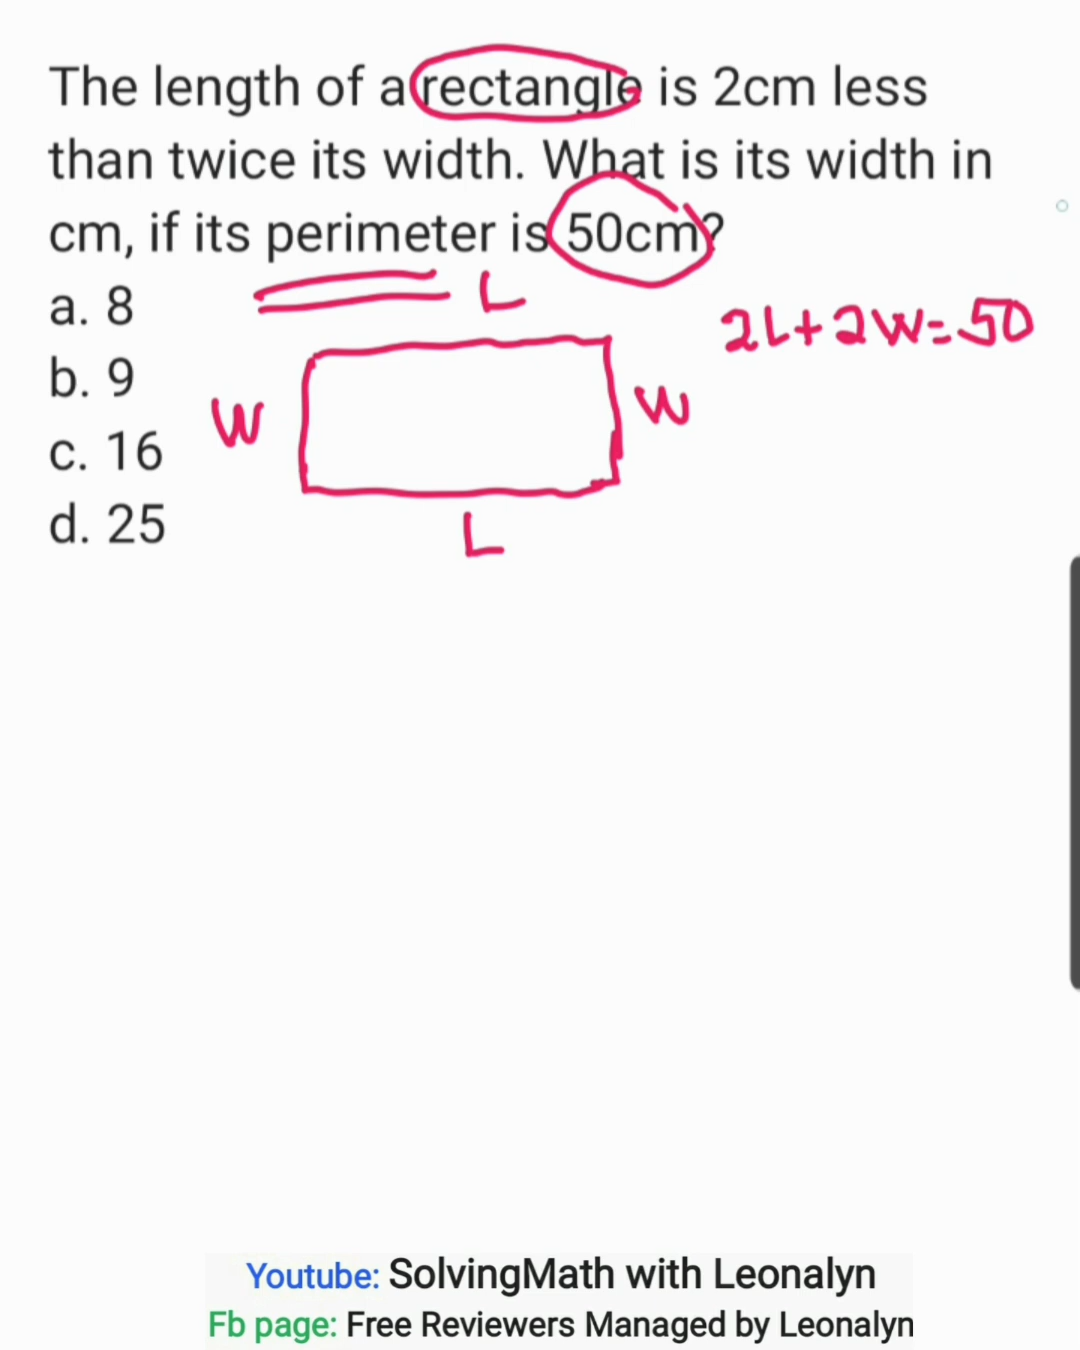 The length of a rectangle is 2cm less
than twice its width. What is its width in
cm, if its perimeter is 50cm?
a. 8
b. 9
c. 16
d. 25
L
2L+2W=50
W
W
L
Youtube: SolvingMath with Leonalyn
Fb page: Free Reviewers Managed by Leonalyn